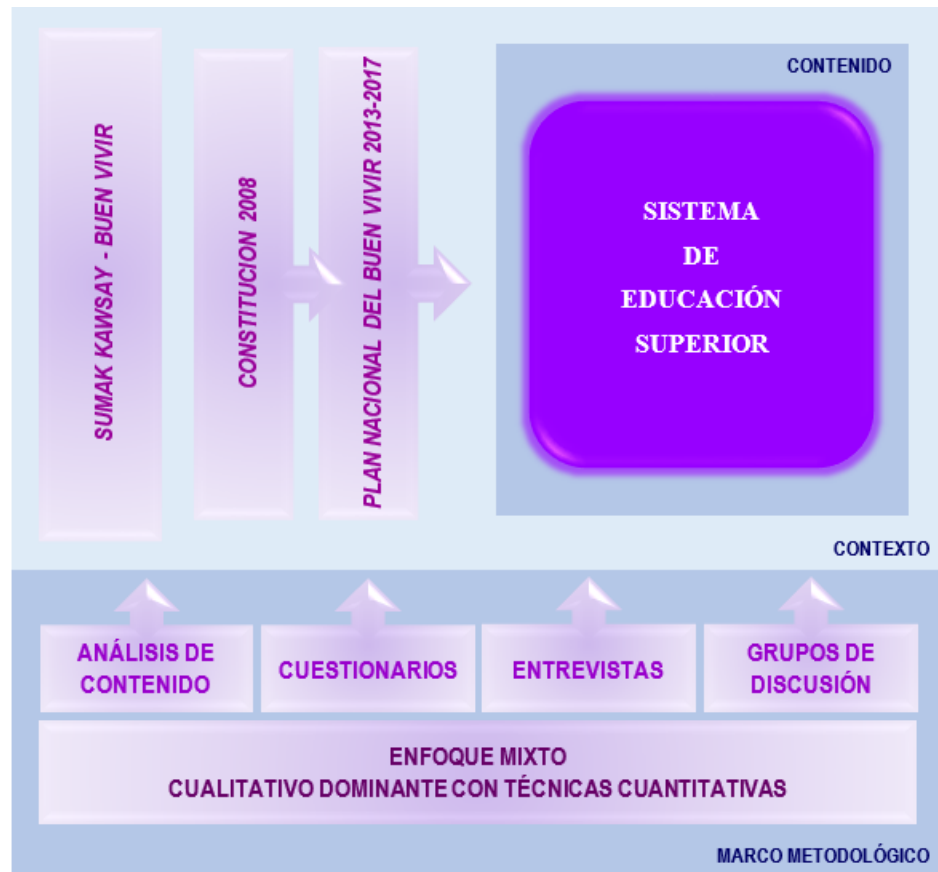 SUMAK KAWSAY - BUEN VIVIR
CONSTITUCION 2008
PLAN NACIONAL DEL BUEN VIVIR 2013-2017
CONTENIDO
SISTEMA
DE
EDUCACIÓN
SUPERIOR
CONTEXTO
ANÁLISIS DE
CONTENIDO
CUESTIONARIOS
ENTREVISTAS
GRUPOS DE
DISCUSIÓN
ENFOQUE MIXTO
CUALITATIVO DOMINANTE CON TÉCNICAS CUANTITATIVAS
MARCO METODOLÓGICO